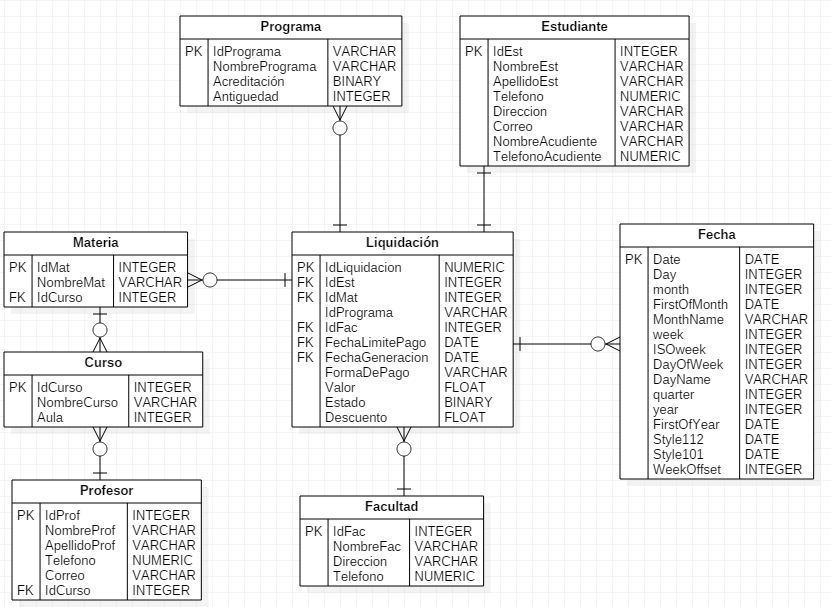 Programa
PK IdPrograma VARCHAR
NombrePrograma VARCHAR
Acreditación BINARY
Antiguedad INTEGER
Estudiante
PK IdEst INTEGER
NombreEst VARCHAR
ApellidoEst VARCHAR
Telefono NUMERIC
Direccion VARCHAR
Correo VARCHAR
NombreAcudiente VARCHAR
TelefonoAcudiente NUMERIC
Materia
PK IdMat INTEGER
NombreMat VARCHAR
FK IdCurso INTEGER
Liquidación
PK IdLiquidacion NUMERIC
FK IdEst INTEGER
FK IdMat INTEGER
IdPrograma VARCHAR
FK IdFac INTEGER
FK FechaLimitePago DATE
FK FechaGeneracion DATE
FormaDePago VARCHAR
Valor FLOAT
Estado BINARY
Descuento FLOAT
Fecha
PK Date DATE
Day INTEGER
month INTEGER
FirstOfMonth DATE
MonthName VARCHAR
week INTEGER
ISOweek INTEGER
DayOfWeek INTEGER
DayName VARCHAR
quarter INTEGER
year INTEGER
FirstOfYear DATE
Style112 DATE
Style101 DATE
WeekOffset INTEGER
Curso
PK IdCurso INTEGER
NombreCurso VARCHAR
Aula INTEGER
Profesor
PK IdProf INTEGER
NombreProf VARCHAR
ApellidoProf VARCHAR
Telefono NUMERIC
Correo VARCHAR
FK IdCurso INTEGER
Facultad
PK IdFac INTEGER
NombreFac VARCHAR
Direccion VARCHAR
Telefono NUMERIC